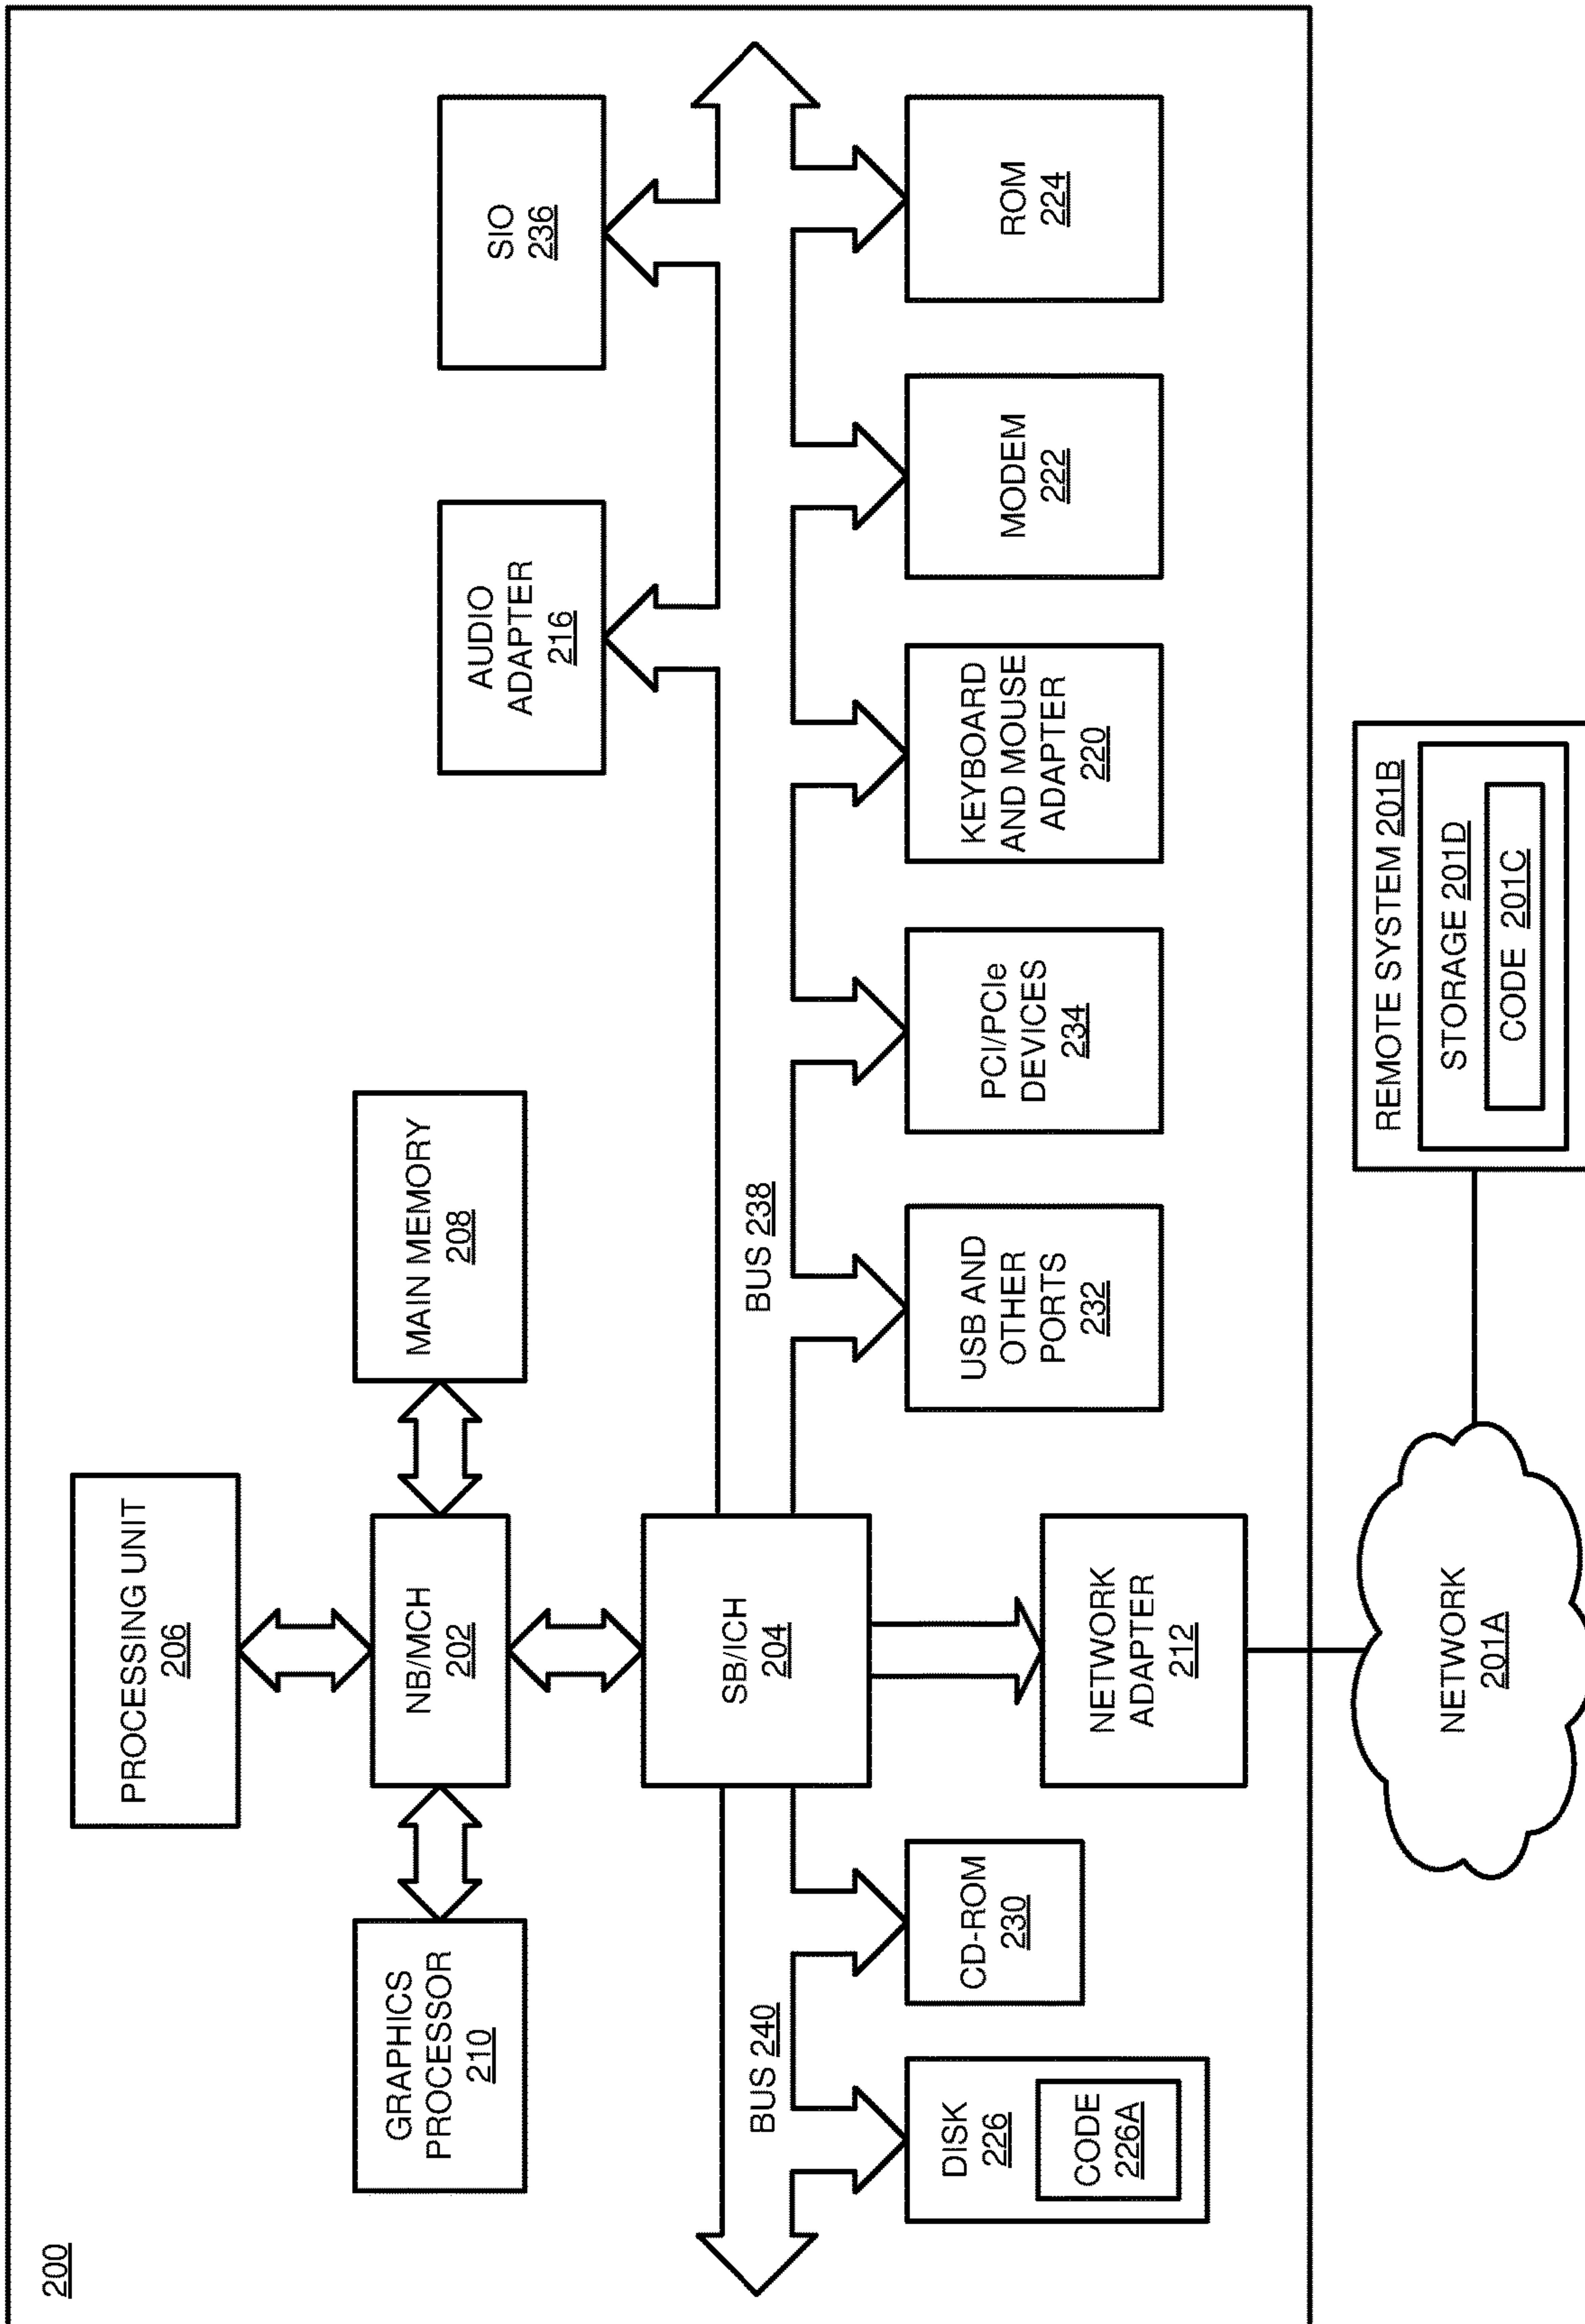 200
PROCESSING UNIT
206
GRAPHICS
PROCESSOR
210
NB/MCH
202
MAIN MEMORY
208
AUDIO
ADAPTER
216
SIO
236
SB/ICH
204
BUS 240
BUS 238
DISK
226
CODE
226A
CD-ROM
230
NETWORK
ADAPTER
212
USB AND
OTHER
PORTS
232
PCI/PCIe
DEVICES
234
KEYBOARD
AND MOUSE
ADAPTER
220
MODEM
222
ROM
224
NETWORK
201A
REMOTE SYSTEM 201B
STORAGE 201D
CODE 201C